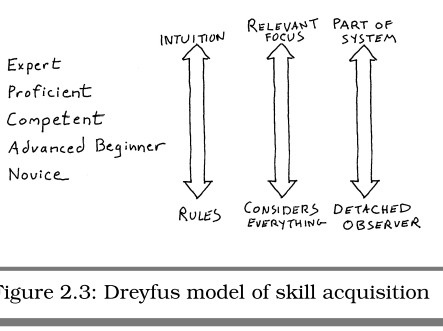 INTUITION
RELEVANT
FOCUS
PART OF
SYSTEM
Expert
Proficient
Competent
Advanced Beginner
Novice
RULES
CONSIDERS
EVERYTHING
DETACHED
OBSERVER
Figure 2.3: Dreyfus model of skill acquisition